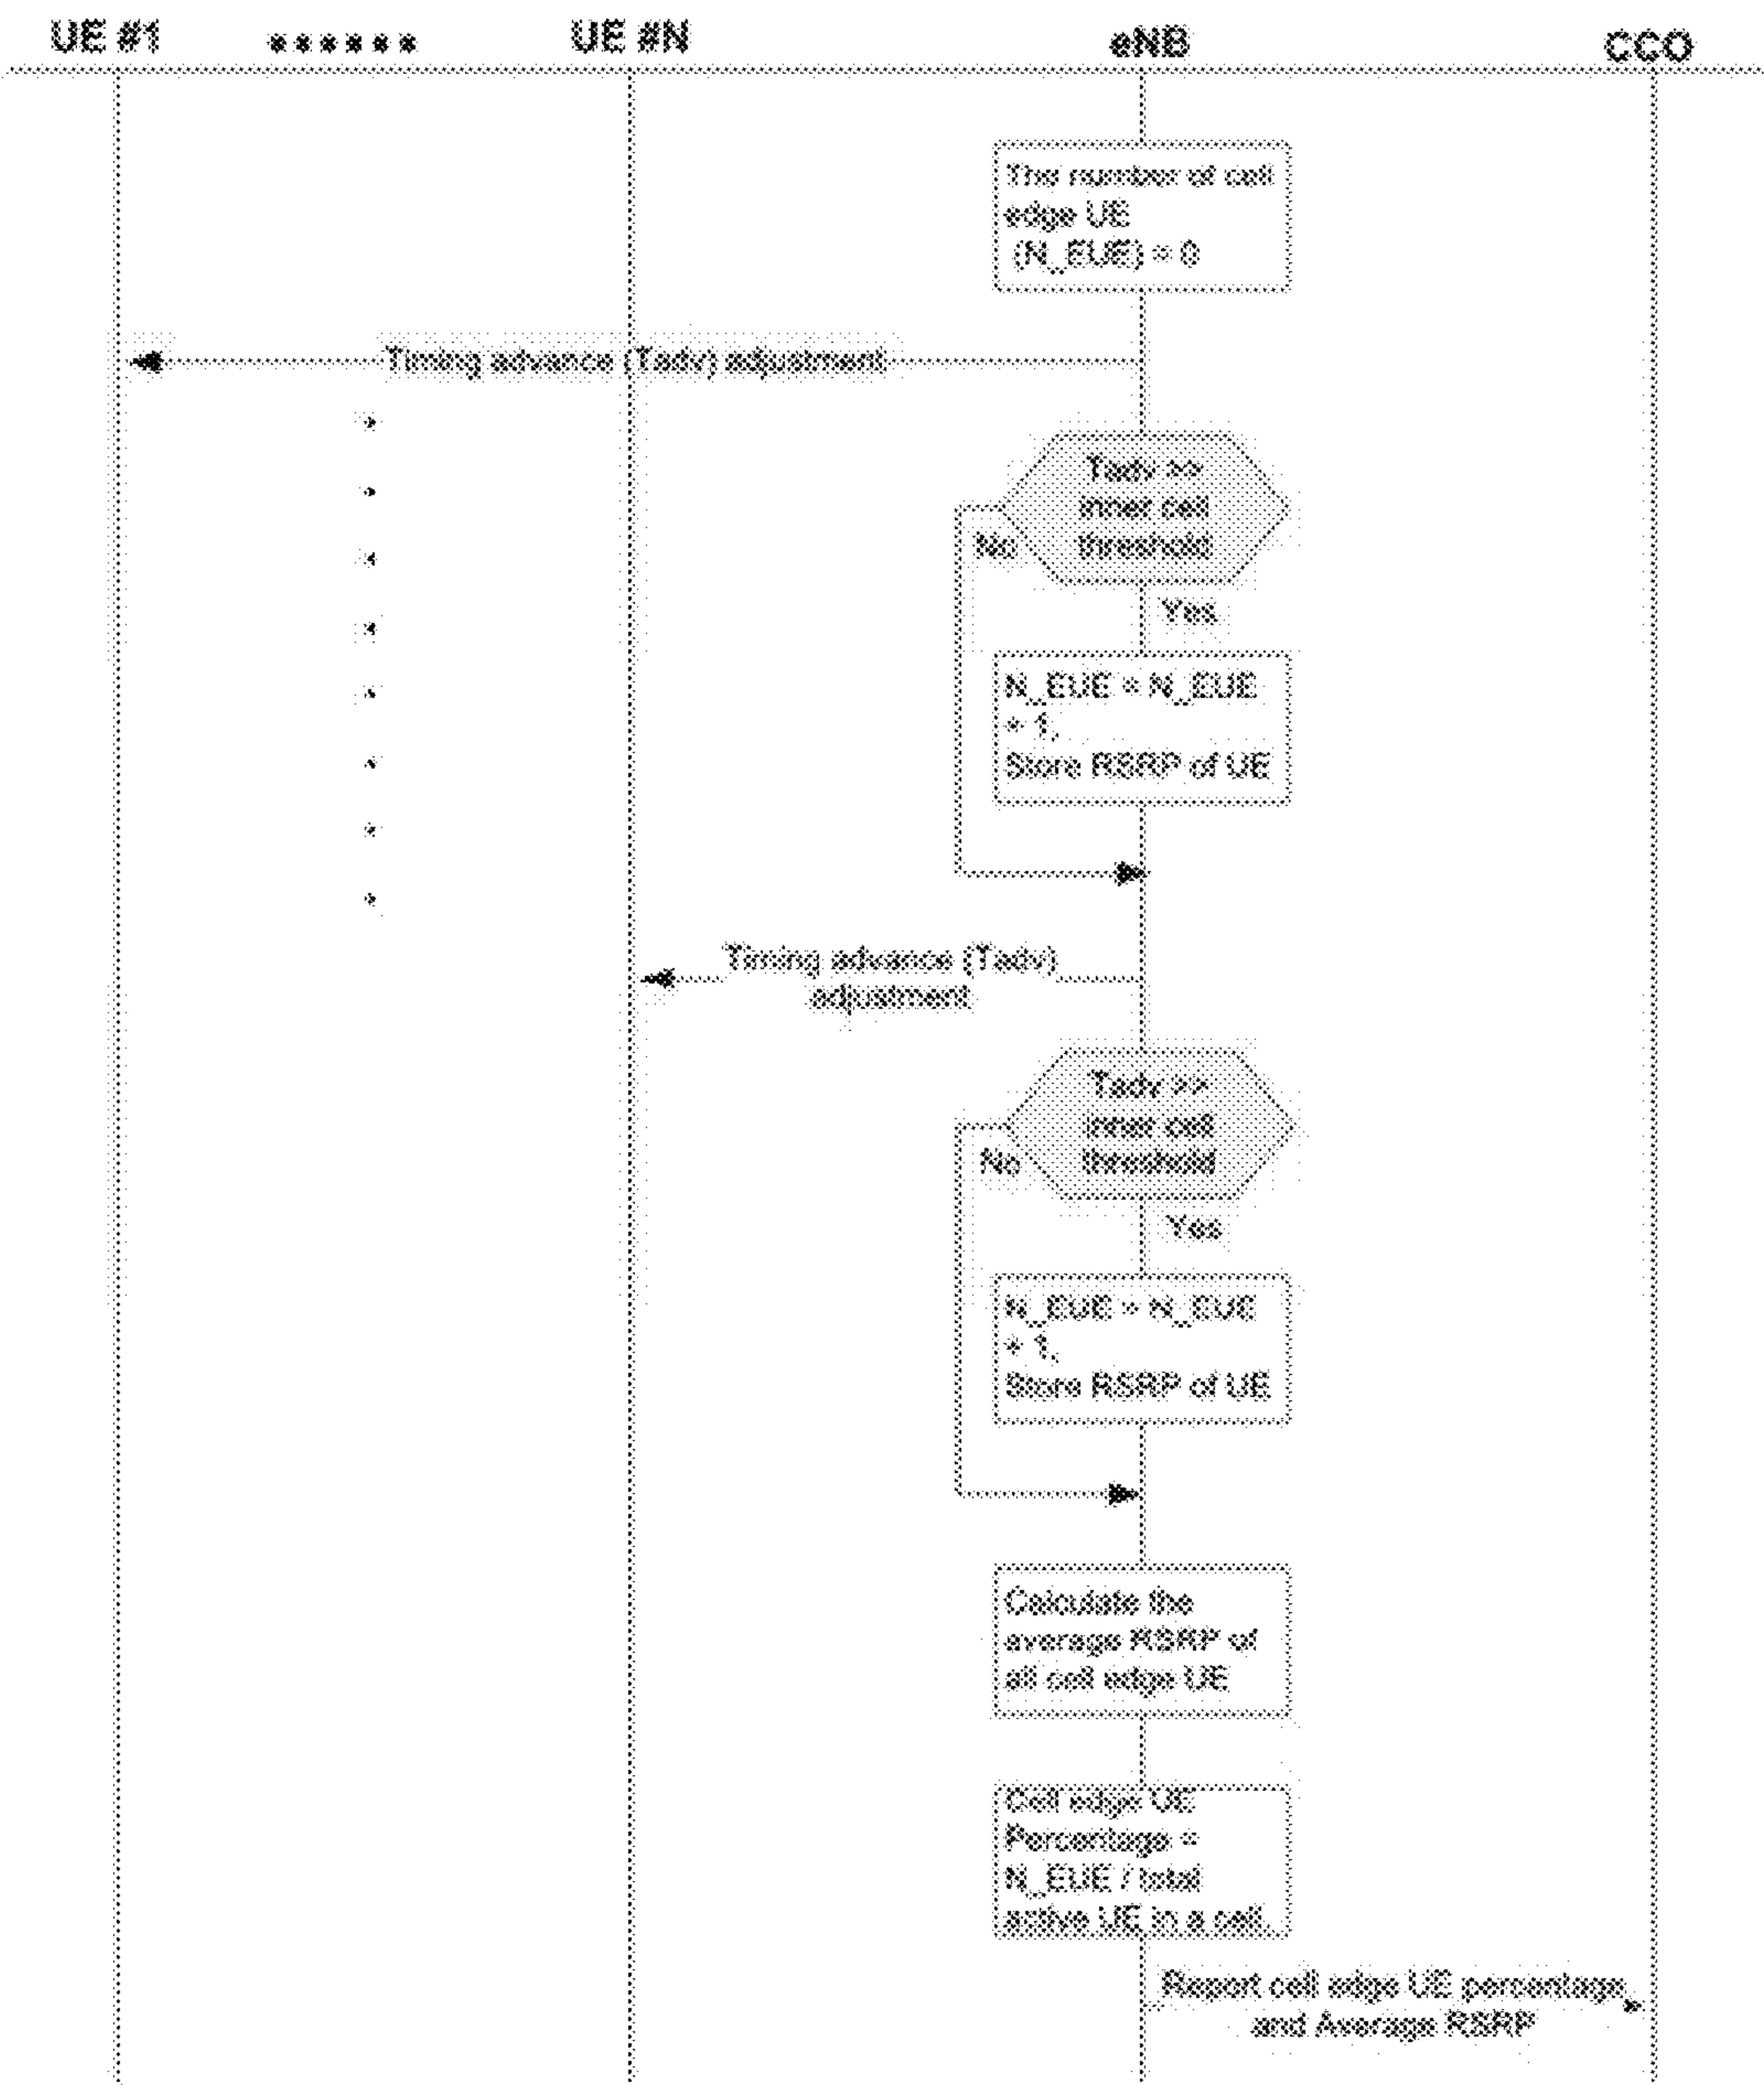 UE #1 ****** UE #N eNB CCO
The number of cell
edge UE
(N_EUE) = 0
Timing advance (Tadv) adjustment
Tadv >>
inner cell
threshold
No
Yes
N_EUE = N_EUE
+ 1,
Store RSRP of UE
Timing advance (Tadv)
adjustment
Tadv >>
inner cell
threshold
No
Yes
N_EUE = N_EUE
+ 1,
Store RSRP of UE
Calculate the
average RSRP of
all cell edge UE
Cell edge UE
Percentage =
N_EUE / total
active UE in a cell
Report cell edge UE percentage
and Average RSRP